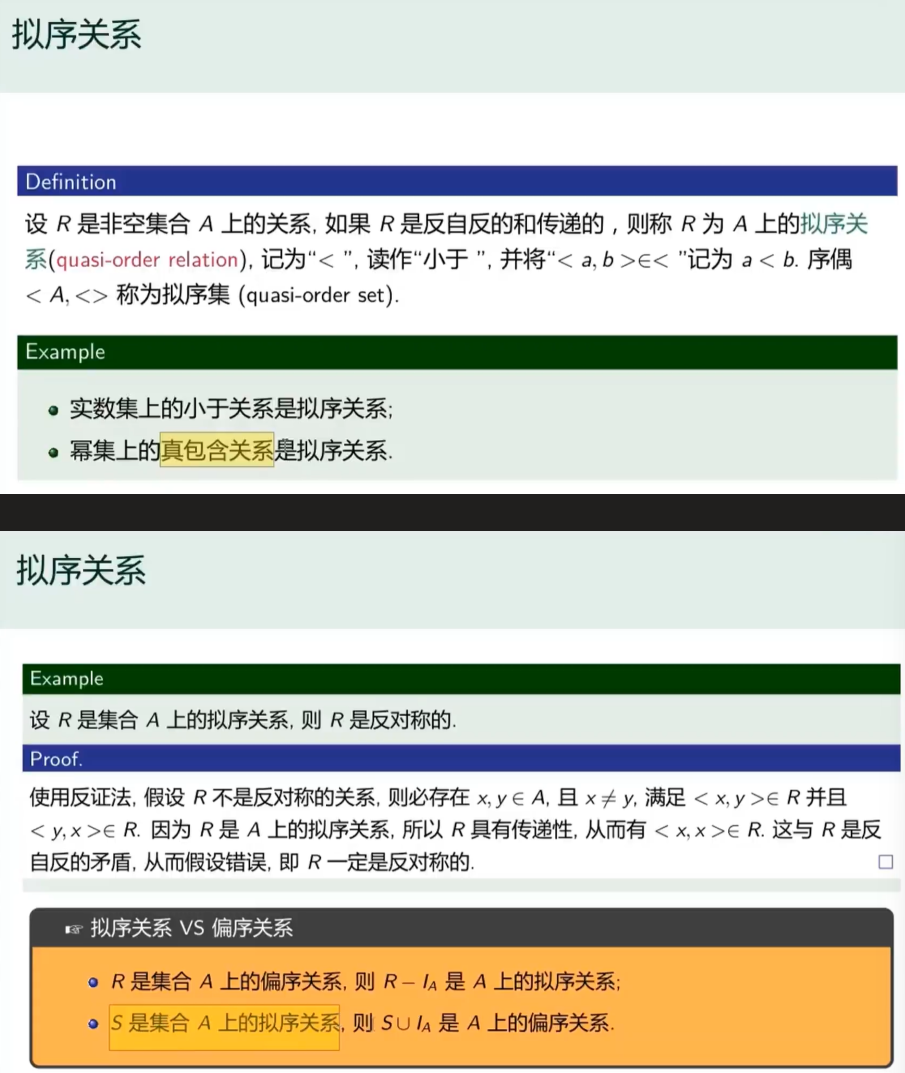 拟序关系
Definition
设 R 是非空集合 A 上的关系, 如果 R 是反自反的和传递的 , 则称 R 为 A 上的拟序关
系(quasi-order relation), 记为“< ”, 读作“小于 ”, 并将“< a, b >∈< ”记为 a < b. 序偶
< A, <> 称为拟序集 (quasi-order set).
Example
实数集上的小于关系是拟序关系;
幂集上的真包含关系是拟序关系.
拟序关系
Example
设 R 是集合 A 上的拟序关系, 则 R 是反对称的.
Proof.
使用反证法, 假设 R 不是反对称的关系, 则必存在 x, y ∈ A, 且 x ≠ y, 满足 < x, y >∈ R 并且
< y, x >∈ R. 因为 R 是 A 上的拟序关系, 所以 R 具有传递性, 从而有 < x, x >∈ R. 这与 R 是反
自反的矛盾, 从而假设错误, 即 R 一定是反对称的.
☞ 拟序关系 VS 偏序关系
R 是集合 A 上的偏序关系, 则 R − I_A 是 A 上的拟序关系;
S 是集合 A 上的拟序关系, 则 S ∪ I_A 是 A 上的偏序关系.